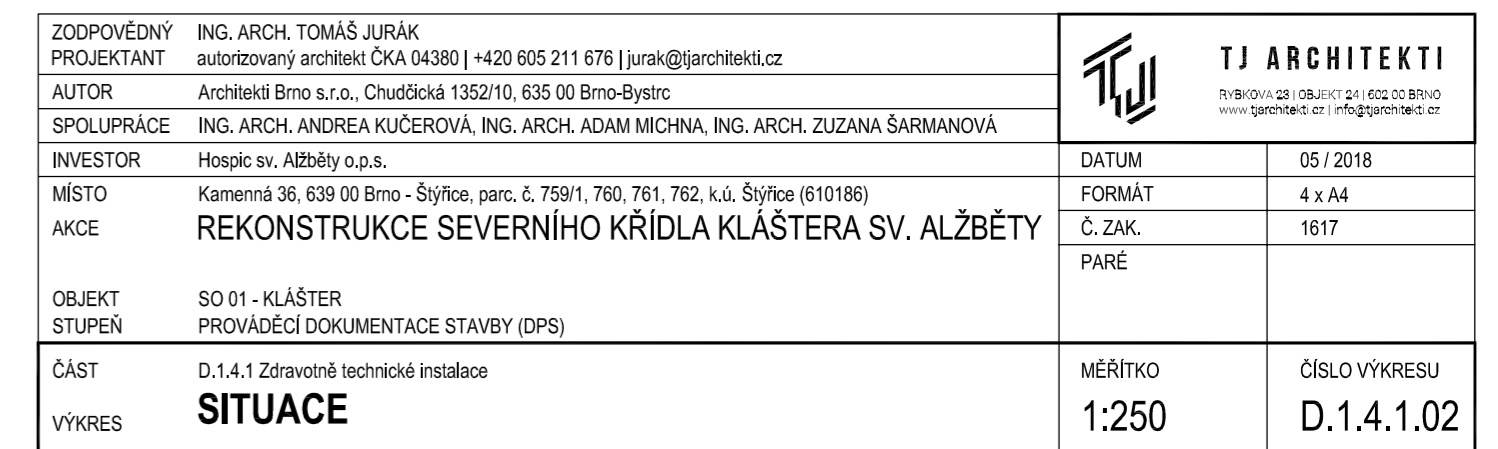 ZODPOVĚDNÝ ING. ARCH. TOMÁŠ JURÁK
PROJEKTANT autorizovaný architekt ČKA 04380 | +420 605 211 676 | jurak@tjarchitekti.cz
AUTOR Architekti Brno s.r.o., Chudčická 1352/10, 635 00 Brno-Bystrc
SPOLUPRÁCE ING. ARCH. ANDREA KUČEROVÁ, ING. ARCH. ADAM MICHNA, ING. ARCH. ZUZANA ŠARMANOVÁ
TJ
TJ ARCHITEKTI
RYBKOVA 23 | OBJEKT 24 | 602 00 BRNO
www.tjarchitekti.cz | info@tjarchitekti.cz
INVESTOR Hospic sv. Alžběty o.p.s.
DATUM 05 / 2018
MÍSTO Kamenná 36, 639 00 Brno - Štýřice, parc. č. 759/1, 760, 761, 762, k.ú. Štýřice (610186)
FORMÁT 4 x A4
AKCE REKONSTRUKCE SEVERNÍHO KŘÍDLA KLÁŠTERA SV. ALŽBĚTY
Č. ZAK. 1617
PARÉ
OBJEKT SO 01 - KLÁŠTER
STUPEŇ PROVÁDĚCÍ DOKUMENTACE STAVBY (DPS)
ČÁST D.1.4.1 Zdravotně technické instalace
VÝKRES SITUACE
MĚŘÍTKO
1:250
ČÍSLO VÝKRESU
D.1.4.1.02